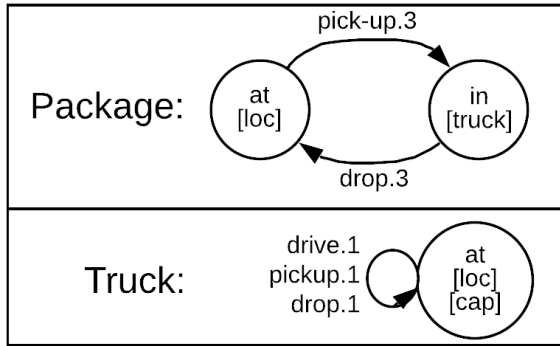 pick-up.3
Package:
at
[loc]
in
[truck]
drop.3
Truck:
drive.1
pickup.1
drop.1
at
[loc]
[cap]